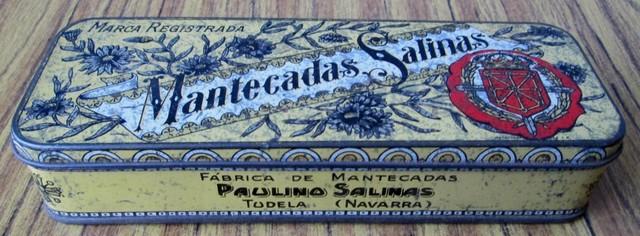 MARCA REGISTRADA
Mantecadas Salinas
FÁBRICA DE MANTECADAS
PAULINO SALINAS
TUDELA (NAVARRA)